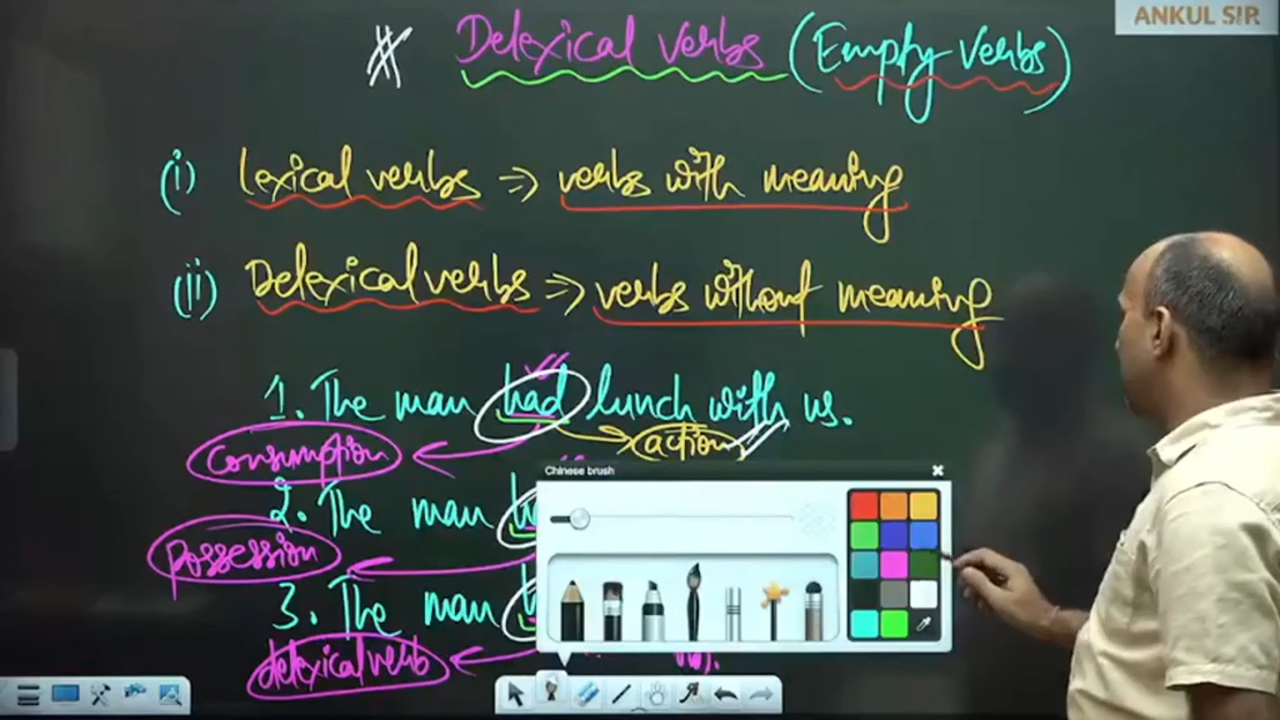 ANKUL SIR
* Delexical Verbs (Empty Verbs)
(i) lexical verbs => verbs with meaning
(ii) Delexical verbs => verbs without meaning
1. The man had lunch with us.
consumption action
Chinese brush
2. The man
possession
3. The man
delexical verb